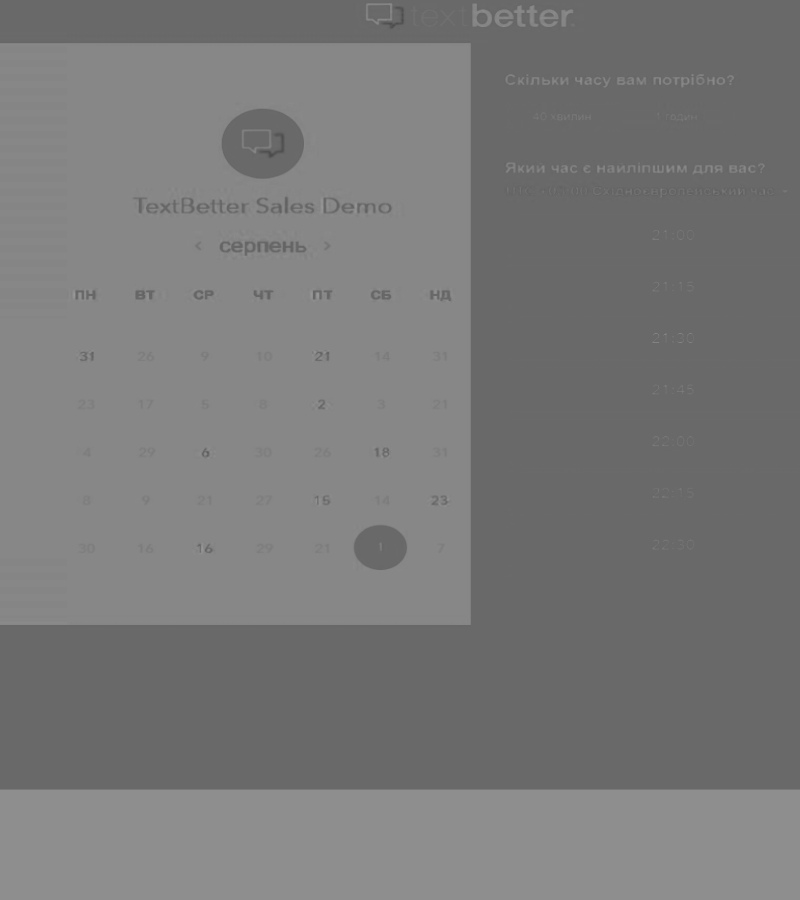 textbetter
TextBetter Sales Demo
< серпень >
ПН ВТ СР ЧТ ПТ СБ НД
31 26 9 10 21 14 31
23 17 5 8 2 3 21
4 29 6 30 26 18 31
8 9 21 27 15 14 23
30 16 16 29 21 1 7
Скільки часу вам потрібно?
40 хвилин 1 годин
Який час є найліпшим для вас?
21:00
21:15
21:30
21:45
22:00
22:15
22:30